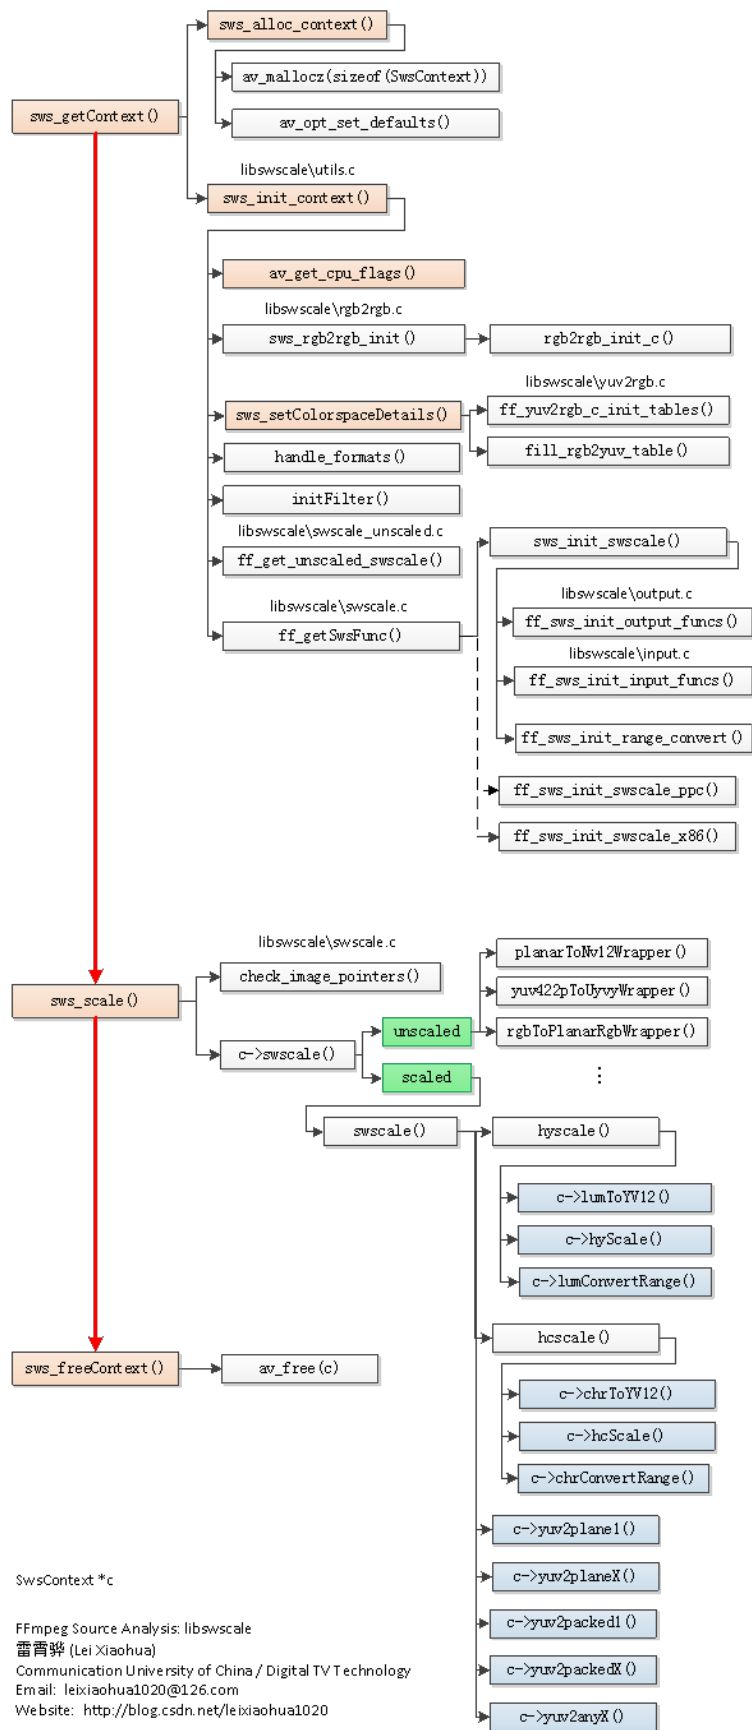 sws_alloc_context()
av_mallocz(sizeof(SwsContext))
sws_getContext()
av_opt_set_defaults()
libswscale\utils.c
sws_init_context()
av_get_cpu_flags()
libswscale\rgb2rgb.c
sws_rgb2rgb_init()
rgb2rgb_init_c()
libswscale\yuv2rgb.c
sws_setColorspaceDetails()
ff_yuv2rgb_c_init_tables()
handle_formats()
fill_rgb2yuv_table()
initFilter()
libswscale\swscale_unscaled.c
ff_get_unscaled_swscale()
sws_init_swscale()
libswscale\swscale.c
ff_getSwsFunc()
libswscale\output.c
ff_sws_init_output_funcs()
libswscale\input.c
ff_sws_init_input_funcs()
ff_sws_init_range_convert()
ff_sws_init_swscale_ppc()
ff_sws_init_swscale_x86()
libswscale\swscale.c
planarToNv12Wrapper()
check_image_pointers()
sws_scale()
yuv422pToUyvyWrapper()
unscaled
rgbToPlanarRgbWrapper()
c->swscale()
scaled
⋮
swscale()
hyscale()
c->lumToYV12()
c->hyScale()
c->lumConvertRange()
hcscale()
sws_freeContext()
av_free(c)
c->chrToYV12()
c->hcScale()
c->chrConvertRange()
c->yuv2plane1()
c->yuv2planeX()
c->yuv2packed1()
c->yuv2packedX()
c->yuv2anyX()
SwsContext *c
FFmpeg Source Analysis: libswscale
雷霄骅 (Lei Xiaohua)
Communication University of China / Digital TV Technology
Email: leixiaohua1020@126.com
Website: http://blog.csdn.net/leixiaohua1020